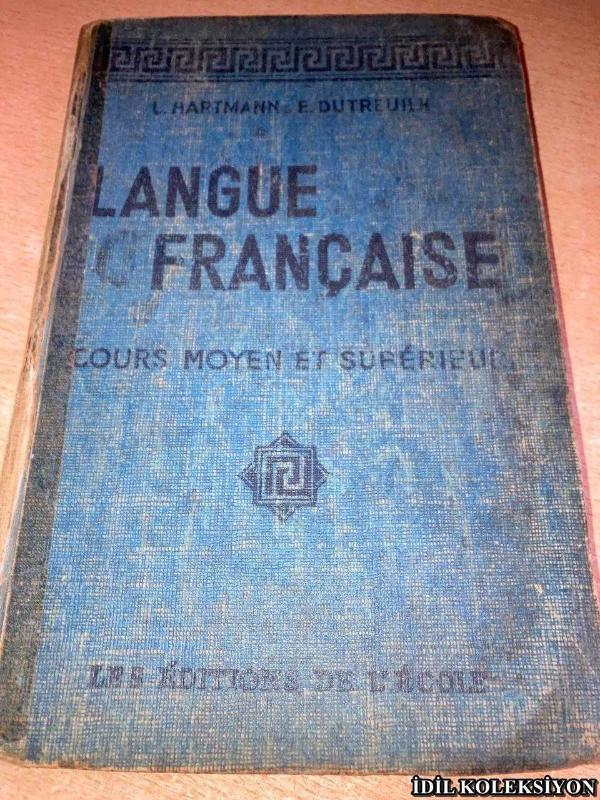 L. HARTMANN _ E. DUTREUILH
LANGUE
FRANÇAISE
COURS MOYEN ET SUPÉRIEUR
LES ÉDITIONS DE L'ÉCOLE
İDİL KOLEKSİYON